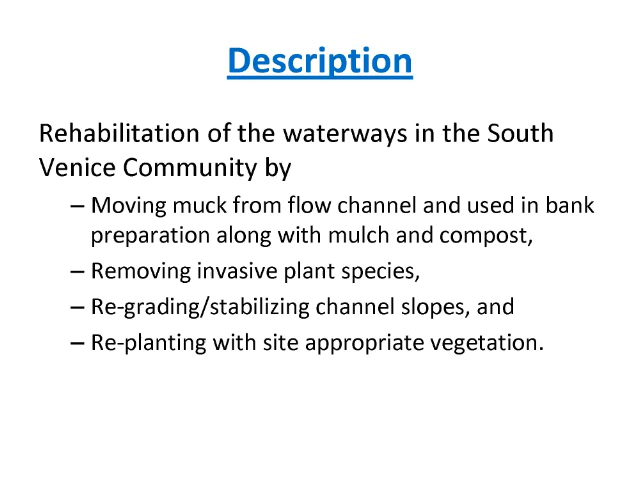 Description
Rehabilitation of the waterways in the South
Venice Community by
– Moving muck from flow channel and used in bank
preparation along with mulch and compost,
– Removing invasive plant species,
– Re-grading/stabilizing channel slopes, and
– Re-planting with site appropriate vegetation.